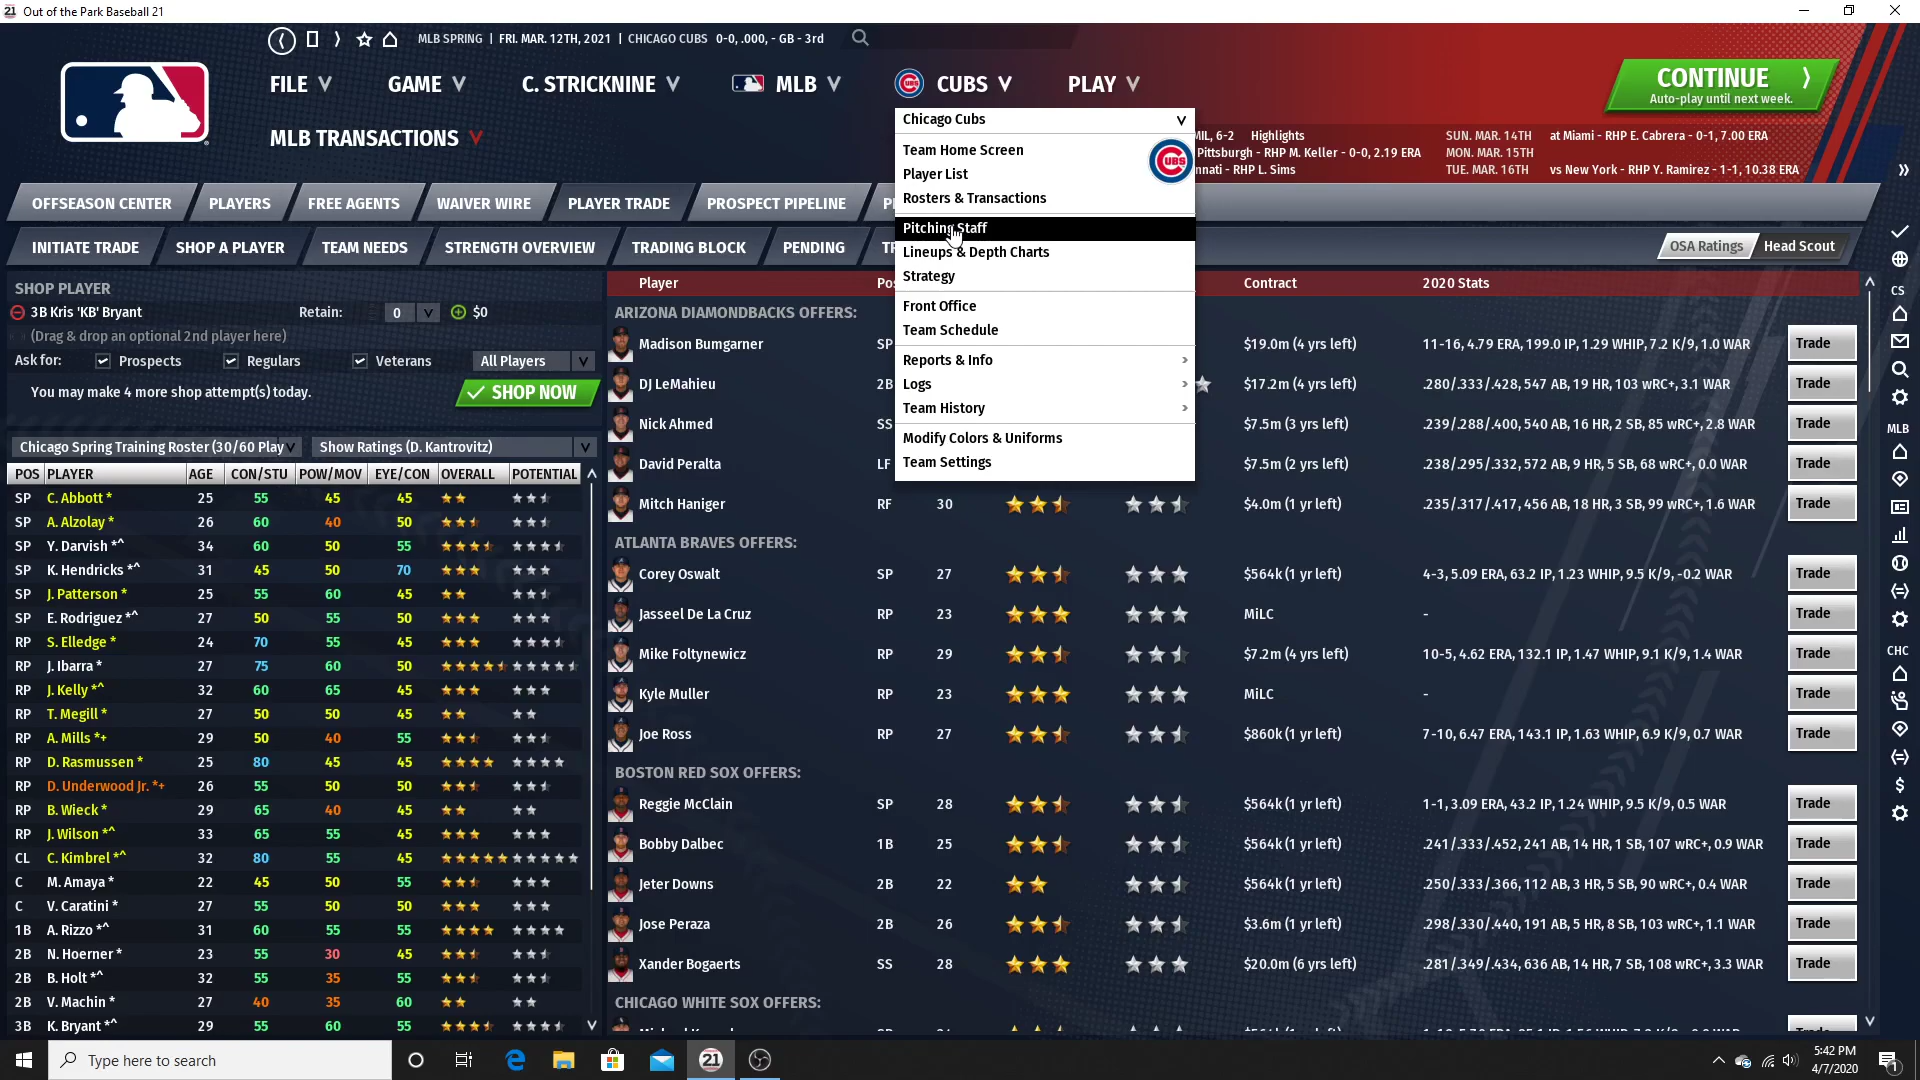 Out of the Park Baseball 21
MLB SPRING | FRI. MAR. 12TH, 2021 | CHICAGO CUBS 0-0, .000, - GB - 3rd
FILE GAME C. STRICKNINE MLB CUBS PLAY
CONTINUE
Auto-play until next week.
MLB TRANSACTIONS
MIL, 6-2 Highlights
Pittsburgh - RHP M. Keller - 0-0, 2.19 ERA
nnati - RHP L. Sims
SUN. MAR. 14TH at Miami - RHP E. Cabrera - 0-1, 7.00 ERA
MON. MAR. 15TH
TUE. MAR. 16TH vs New York - RHP Y. Ramirez - 1-1, 10.38 ERA
Chicago Cubs
Team Home Screen
Player List
Rosters & Transactions
Pitching Staff
Lineups & Depth Charts
Strategy
Front Office
Team Schedule
Reports & Info
Logs
Team History
Modify Colors & Uniforms
Team Settings
CUBS
OFFSEASON CENTER PLAYERS FREE AGENTS WAIVER WIRE PLAYER TRADE PROSPECT PIPELINE
INITIATE TRADE SHOP A PLAYER TEAM NEEDS STRENGTH OVERVIEW TRADING BLOCK PENDING
OSA Ratings Head Scout
SHOP PLAYER
3B Kris 'KB' Bryant Retain: 0 $0
(Drag & drop an optional 2nd player here)
Ask for: Prospects Regulars Veterans All Players
You may make 4 more shop attempt(s) today. SHOP NOW
Chicago Spring Training Roster (30/60 Play Show Ratings (D. Kantrovitz)
POS PLAYER AGE CON/STU POW/MOV EYE/CON OVERALL POTENTIAL
SP C. Abbott * 25 55 45 45
SP A. Alzolay * 26 60 40 50
SP Y. Darvish *^ 34 60 50 55
SP K. Hendricks *^ 31 45 50 70
SP J. Patterson * 25 55 60 45
SP E. Rodriguez *^ 27 50 55 50
RP S. Elledge * 24 70 55 45
RP J. Ibarra * 27 75 60 50
RP J. Kelly *^ 32 60 65 45
RP T. Megill * 27 50 50 45
RP A. Mills *+ 29 50 40 55
RP D. Rasmussen * 25 80 45 45
RP D. Underwood Jr. *+ 26 55 50 50
RP B. Wieck * 29 65 40 45
RP J. Wilson *^ 33 65 55 45
CL C. Kimbrel *^ 32 80 55 45
C M. Amaya * 22 45 50 55
C V. Caratini * 27 55 50 50
1B A. Rizzo *^ 31 60 55 55
2B N. Hoerner * 23 55 30 45
2B B. Holt *^ 32 55 35 55
2B V. Machin * 27 40 35 60
3B K. Bryant *^ 29 55 60 55
Player Contract 2020 Stats
ARIZONA DIAMONDBACKS OFFERS:
Madison Bumgarner SP $19.0m (4 yrs left) 11-16, 4.79 ERA, 199.0 IP, 1.29 WHIP, 7.2 K/9, 1.0 WAR Trade
DJ LeMahieu 2B $17.2m (4 yrs left) .280/.333/.428, 547 AB, 19 HR, 103 wRC+, 3.1 WAR Trade
Nick Ahmed SS $7.5m (3 yrs left) .239/.288/.400, 540 AB, 16 HR, 2 SB, 85 wRC+, 2.8 WAR Trade
David Peralta LF $7.5m (2 yrs left) .238/.295/.332, 572 AB, 9 HR, 5 SB, 68 wRC+, 0.0 WAR Trade
Mitch Haniger RF 30 $4.0m (1 yr left) .235/.317/.417, 456 AB, 18 HR, 3 SB, 99 wRC+, 1.6 WAR Trade
ATLANTA BRAVES OFFERS:
Corey Oswalt SP 27 $564k (1 yr left) 4-3, 5.09 ERA, 63.2 IP, 1.23 WHIP, 9.5 K/9, -0.2 WAR Trade
Jasseel De La Cruz RP 23 MiLC - Trade
Mike Foltynewicz RP 29 $7.2m (4 yrs left) 10-5, 4.62 ERA, 132.1 IP, 1.47 WHIP, 9.1 K/9, 1.4 WAR Trade
Kyle Muller RP 23 MiLC - Trade
Joe Ross RP 27 $860k (1 yr left) 7-10, 6.47 ERA, 143.1 IP, 1.63 WHIP, 6.9 K/9, 0.7 WAR Trade
BOSTON RED SOX OFFERS:
Reggie McClain SP 28 $564k (1 yr left) 1-1, 3.09 ERA, 43.2 IP, 1.24 WHIP, 9.5 K/9, 0.5 WAR Trade
Bobby Dalbec 1B 25 $564k (1 yr left) .241/.333/.452, 241 AB, 14 HR, 1 SB, 107 wRC+, 0.9 WAR Trade
Jeter Downs 2B 22 $564k (1 yr left) .250/.333/.366, 112 AB, 3 HR, 5 SB, 90 wRC+, 0.4 WAR Trade
Jose Peraza 2B 26 $3.6m (1 yr left) .298/.330/.440, 191 AB, 5 HR, 8 SB, 103 wRC+, 1.1 WAR Trade
Xander Bogaerts SS 28 $20.0m (6 yrs left) .281/.349/.434, 636 AB, 14 HR, 7 SB, 108 wRC+, 3.3 WAR Trade
CHICAGO WHITE SOX OFFERS:
CS
MLB
CHC
Type here to search
21
5:42 PM
4/7/2020
1